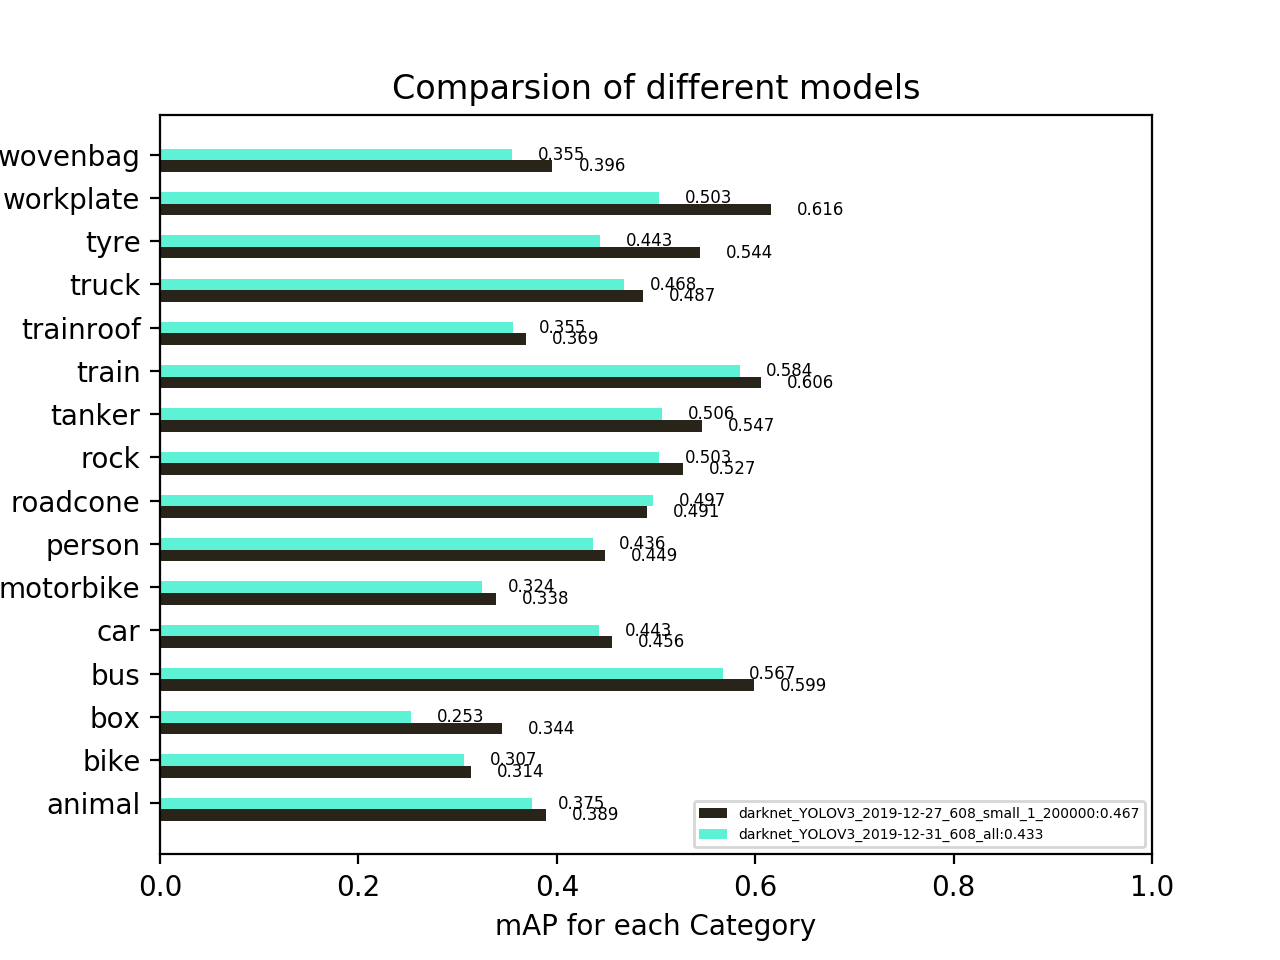 Comparsion of different models
wovenbag 0.355
0.396
workplate 0.503
0.616
tyre 0.443
0.544
truck 0.468
0.487
trainroof 0.355
0.369
train 0.584
0.606
tanker 0.506
0.547
rock 0.503
0.527
roadcone 0.497
0.491
person 0.436
0.449
motorbike 0.324
0.338
car 0.443
0.456
bus 0.567
0.599
box 0.253
0.344
bike 0.307
0.314
animal 0.375
0.389
darknet_YOLOV3_2019-12-27_608_small_1_200000:0.467
darknet_YOLOV3_2019-12-31_608_all:0.433
0.0 0.2 0.4 0.6 0.8 1.0
mAP for each Category